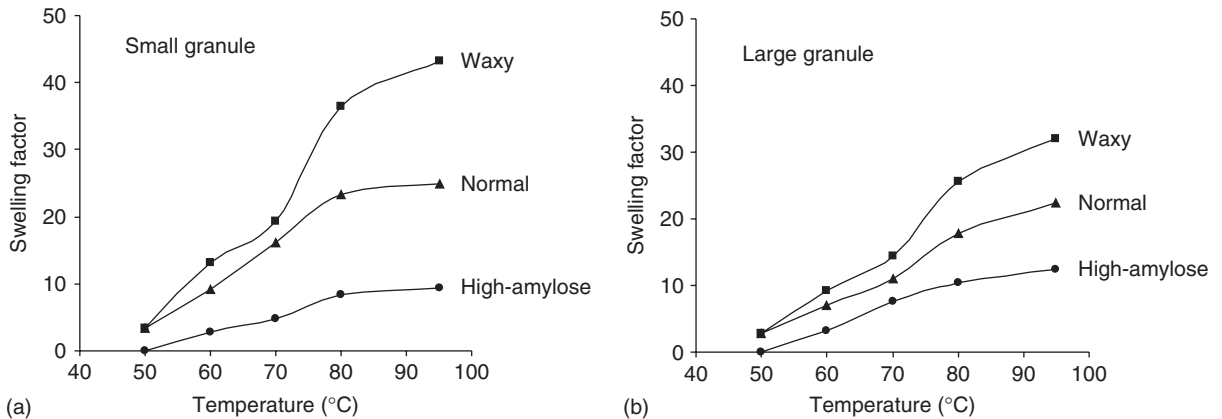 50
40
30
20
10
0
Swelling factor
Small granule
Waxy
Normal
High-amylose
40 50 60 70 80 90 100
(a)
Temperature (°C)
50
40
30
20
10
0
Swelling factor
Large granule
Waxy
Normal
High-amylose
40 50 60 70 80 90 100
(b)
Temperature (°C)